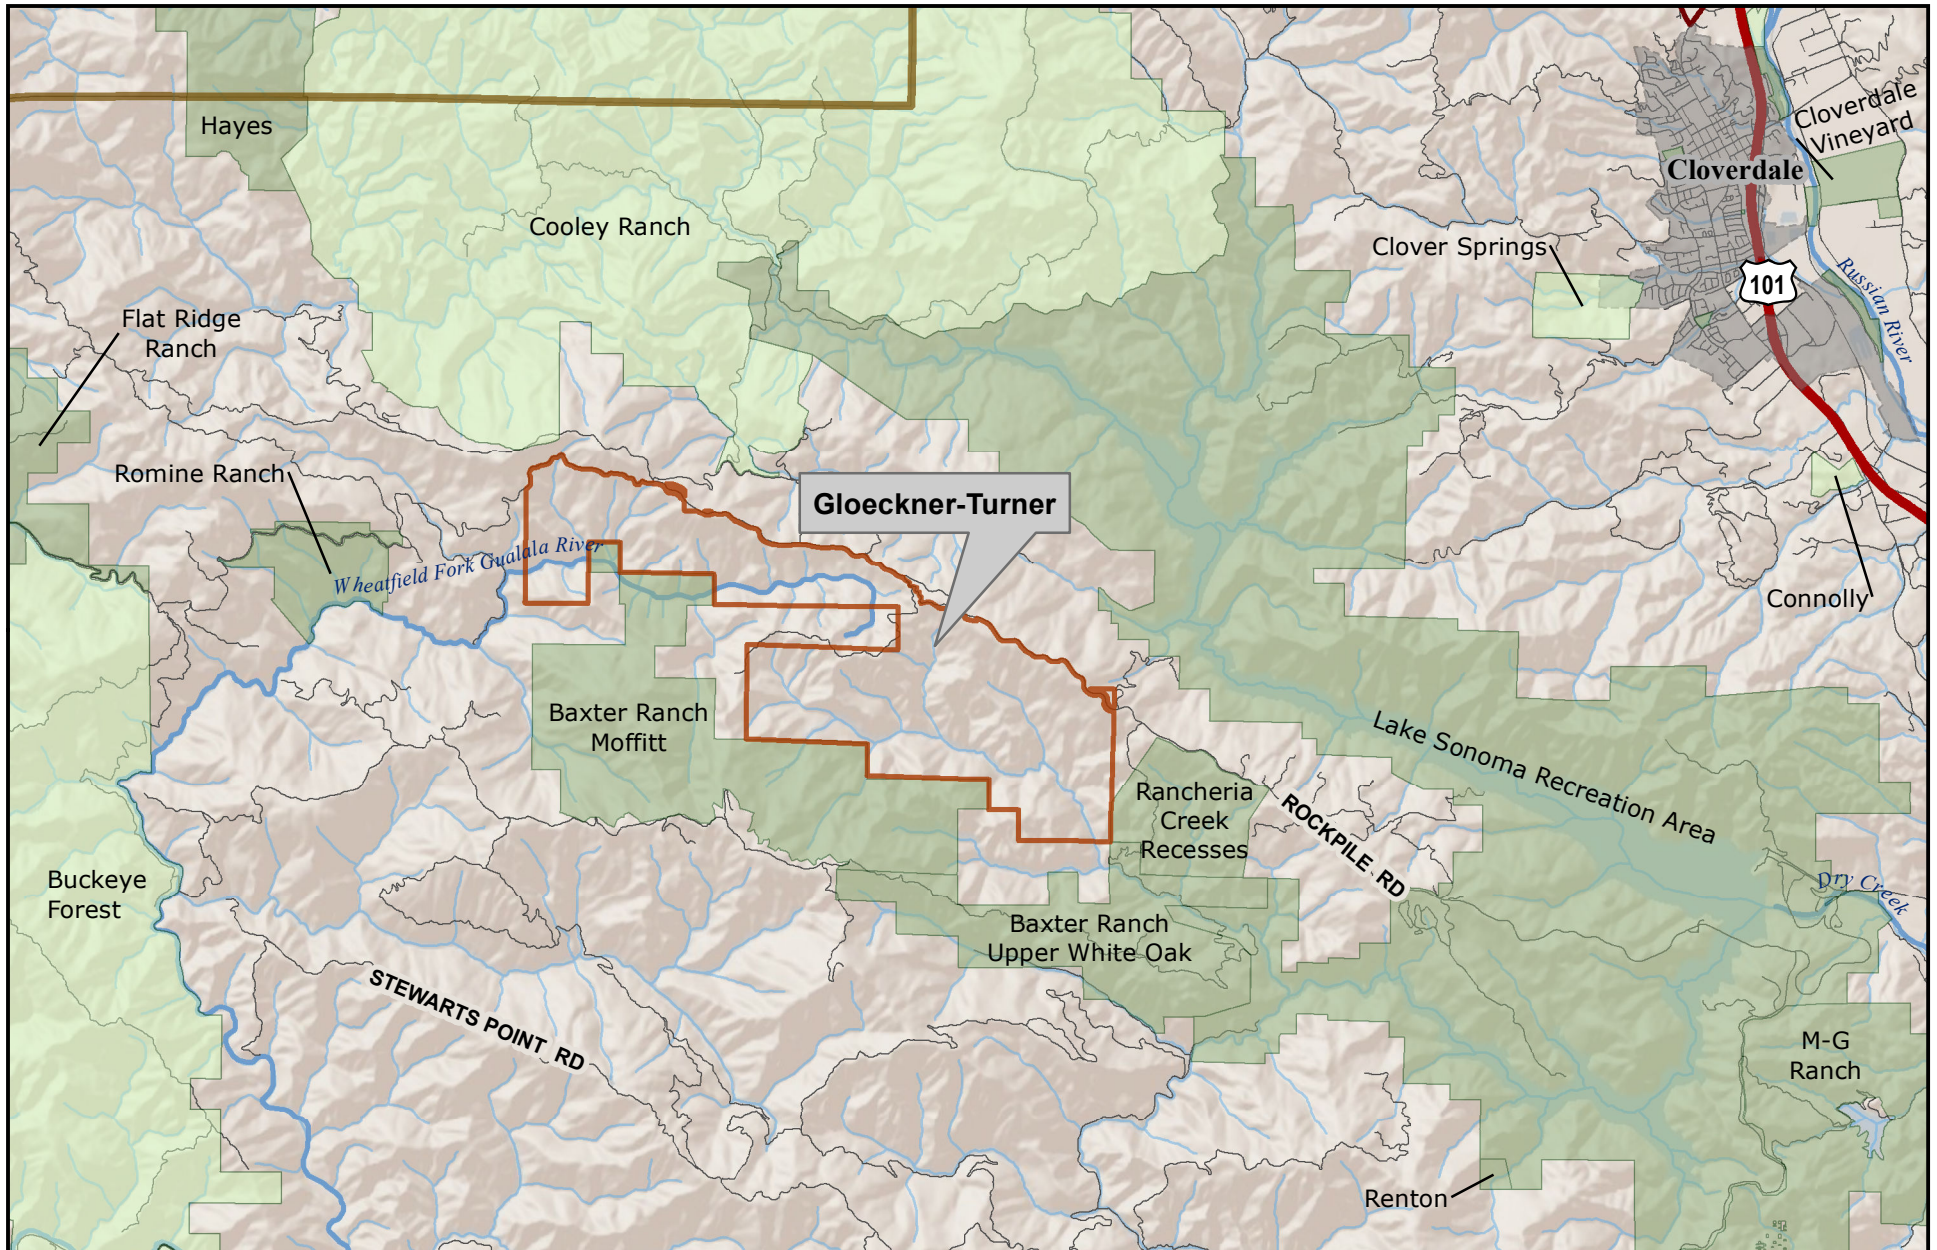 Hayes
Cloverdale
Vineyard
Cloverdale
Cooley Ranch
Clover Springs
101
Russian River
Flat Ridge
Ranch
Romine Ranch
Gloeckner-Turner
Wheatfield Fork Gualala River
Connolly
Baxter Ranch
Moffitt
Lake Sonoma Recreation Area
Rancheria
Creek
Recesses
ROCKPILE RD
Buckeye
Forest
Dry Creek
Baxter Ranch
Upper White Oak
STEWARTS POINT RD
M-G
Ranch
Renton